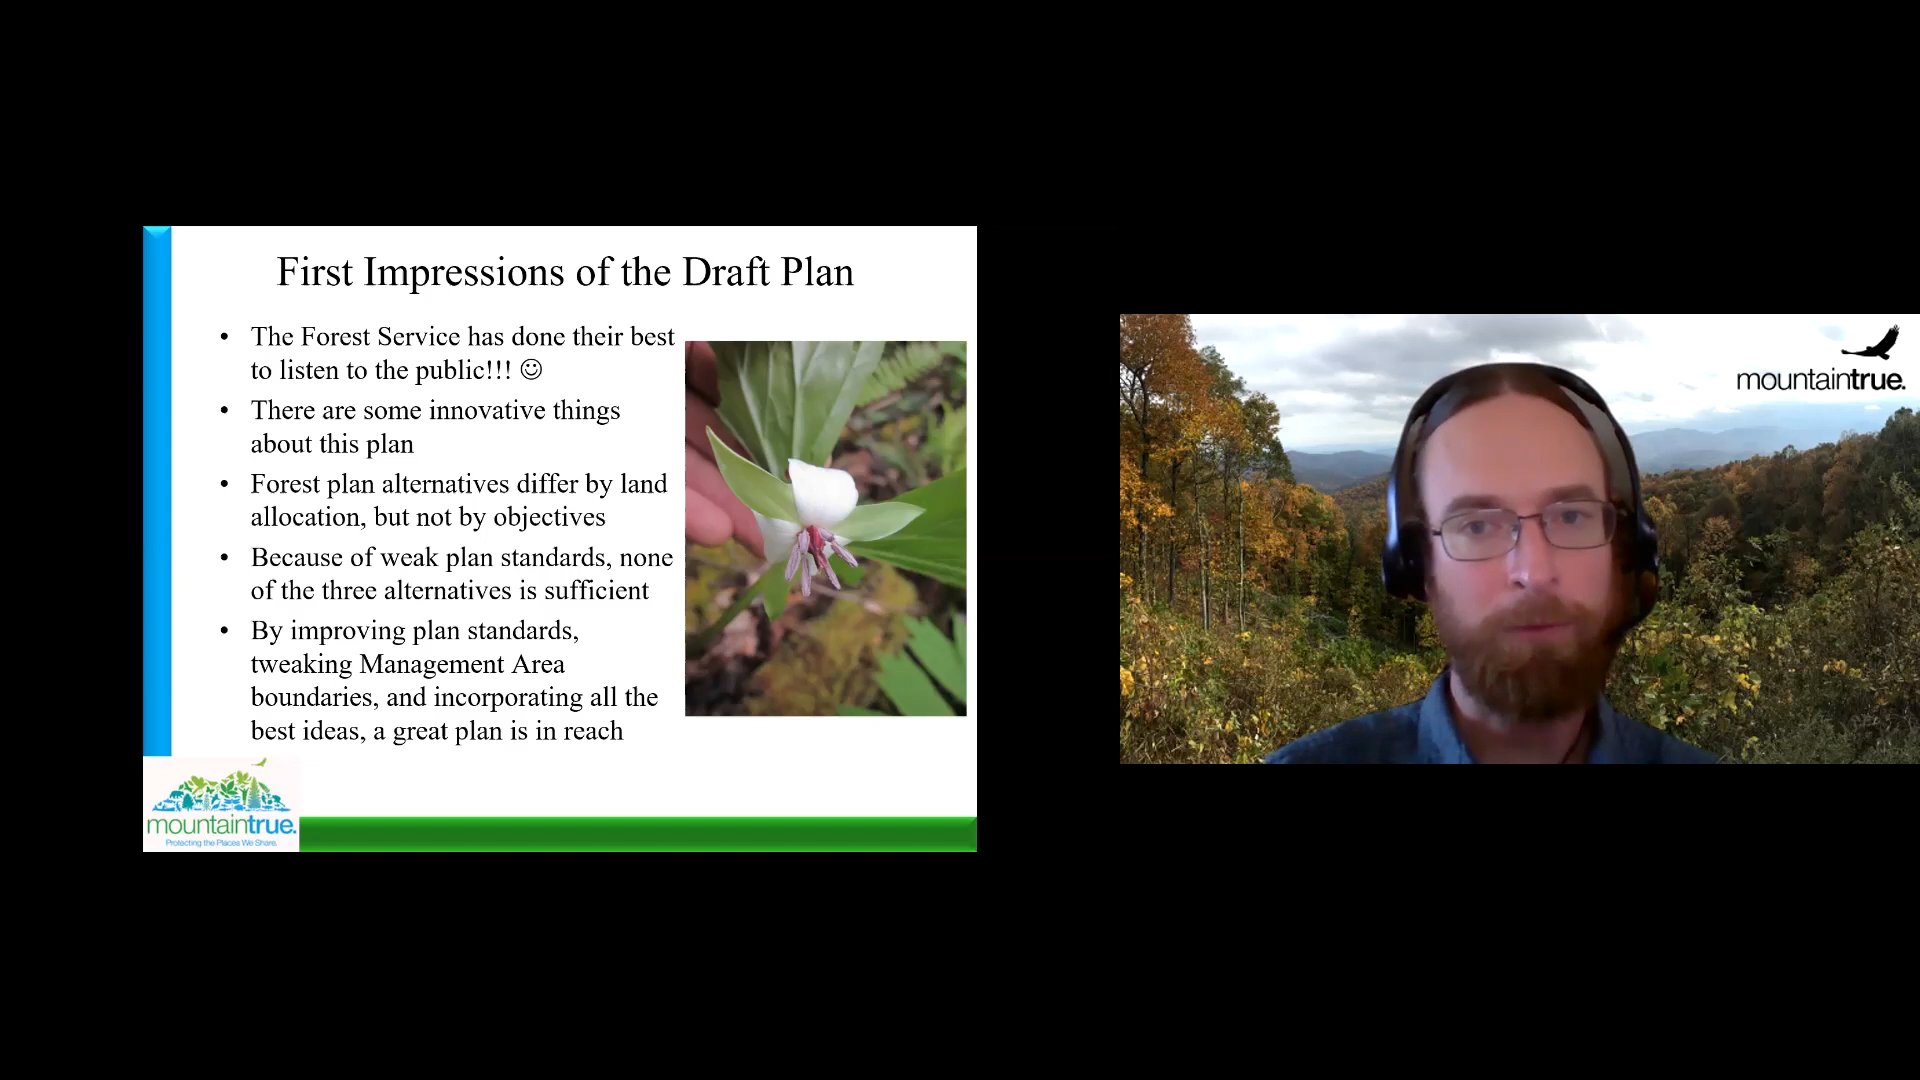 First Impressions of the Draft Plan
• The Forest Service has done their best
to listen to the public!!! ☺
• There are some innovative things
about this plan
• Forest plan alternatives differ by land
allocation, but not by objectives
• Because of weak plan standards, none
of the three alternatives is sufficient
• By improving plan standards,
tweaking Management Area
boundaries, and incorporating all the
best ideas, a great plan is in reach
mountaintrue.
Protecting the Places We Share.
mountaintrue.